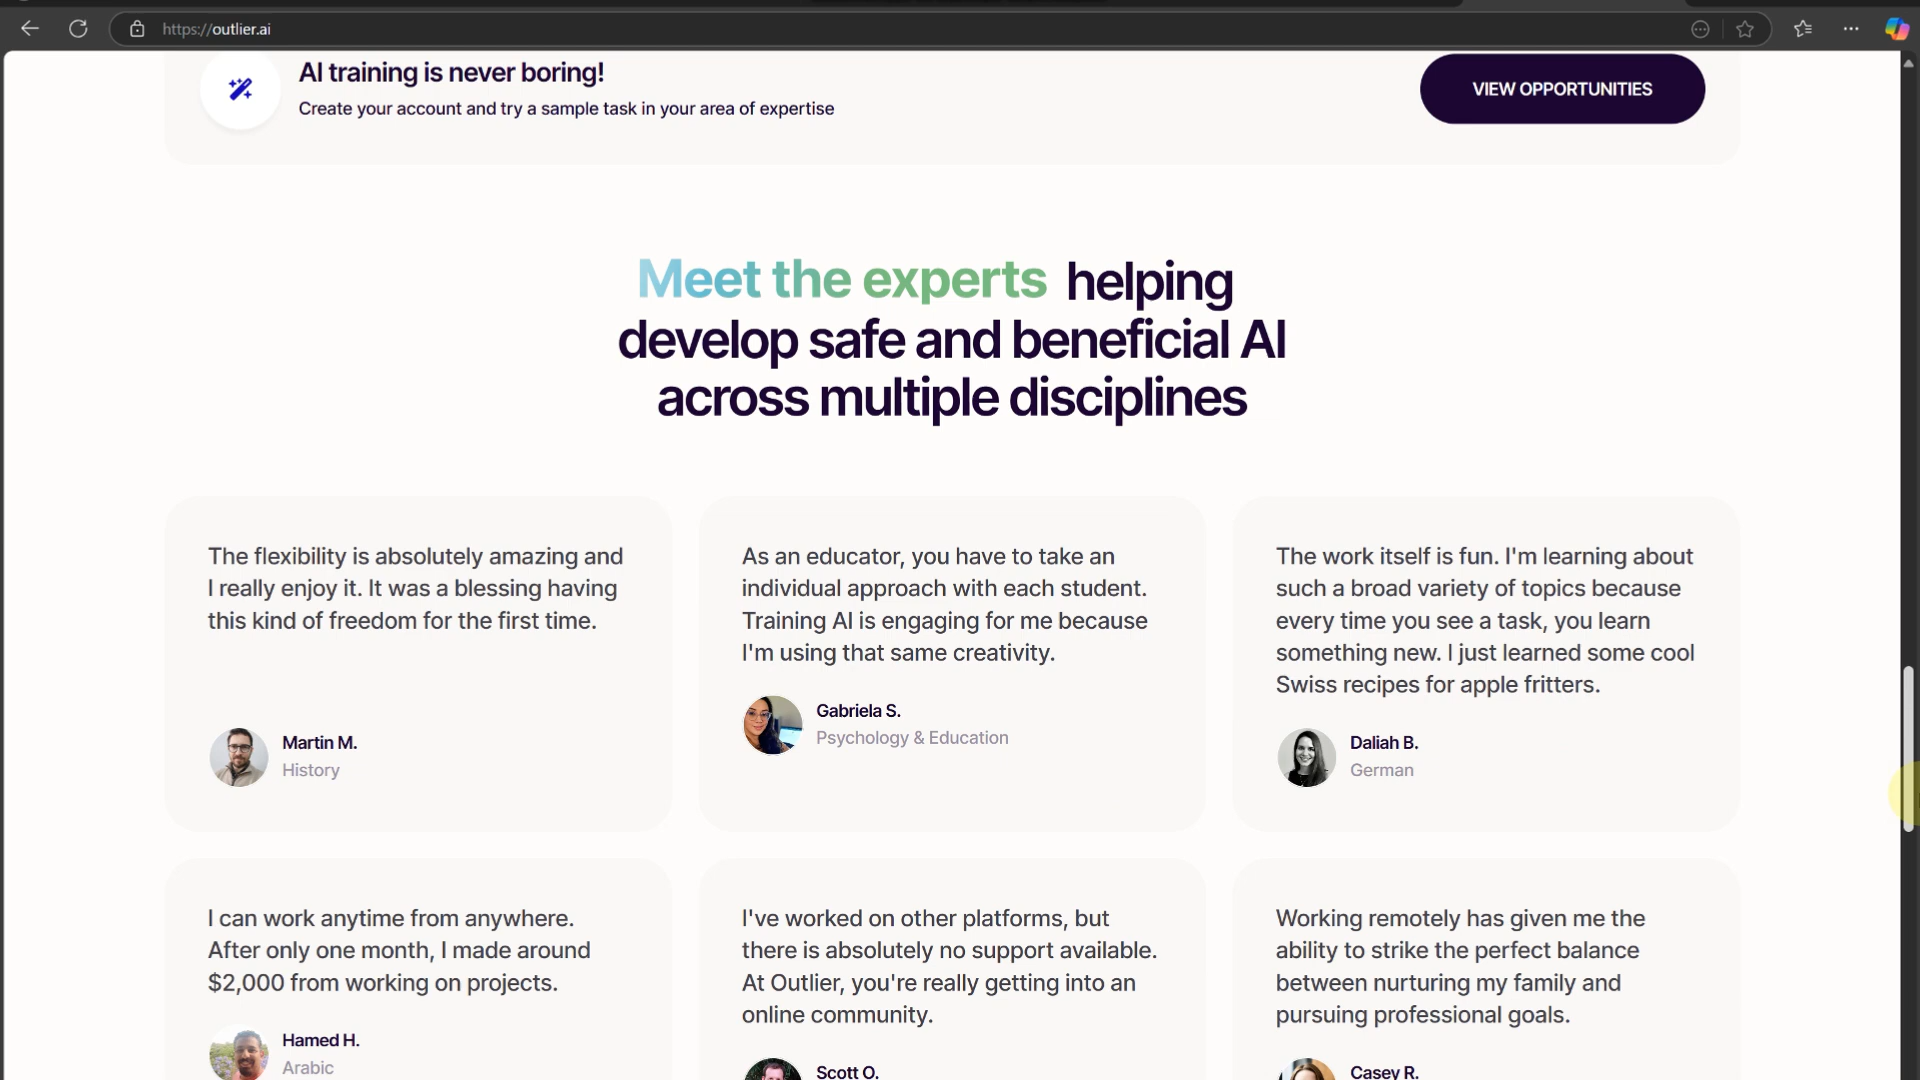 https://outlier.ai
AI training is never boring!
Create your account and try a sample task in your area of expertise
VIEW OPPORTUNITIES
Meet the experts helping
develop safe and beneficial AI
across multiple disciplines
The flexibility is absolutely amazing and
I really enjoy it. It was a blessing having
this kind of freedom for the first time.
Martin M.
History
As an educator, you have to take an
individual approach with each student.
Training AI is engaging for me because
I'm using that same creativity.
Gabriela S.
Psychology & Education
The work itself is fun. I'm learning about
such a broad variety of topics because
every time you see a task, you learn
something new. I just learned some cool
Swiss recipes for apple fritters.
Daliah B.
German
I can work anytime from anywhere.
After only one month, I made around
$2,000 from working on projects.
Hamed H.
Arabic
I've worked on other platforms, but
there is absolutely no support available.
At Outlier, you're really getting into an
online community.
Scott O.
Working remotely has given me the
ability to strike the perfect balance
between nurturing my family and
pursuing professional goals.
Casey R.